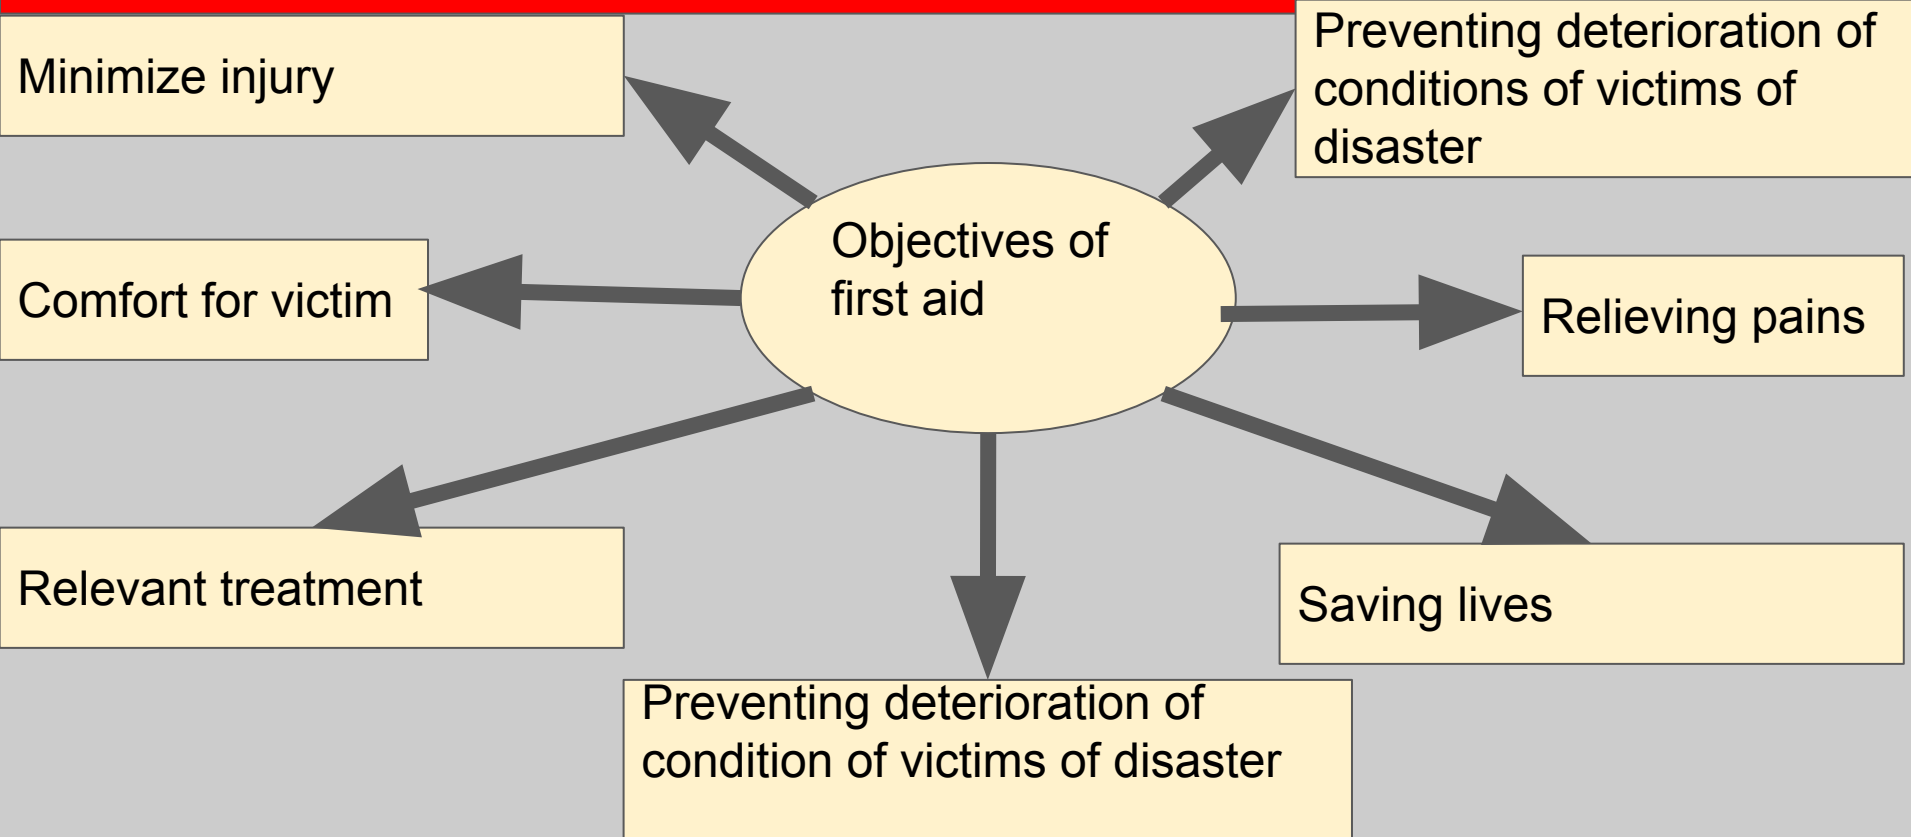 Minimize injury
Preventing deterioration of
conditions of victims of
disaster
Objectives of
first aid
Comfort for victim
Relieving pains
Relevant treatment
Saving lives
Preventing deterioration of
condition of victims of disaster